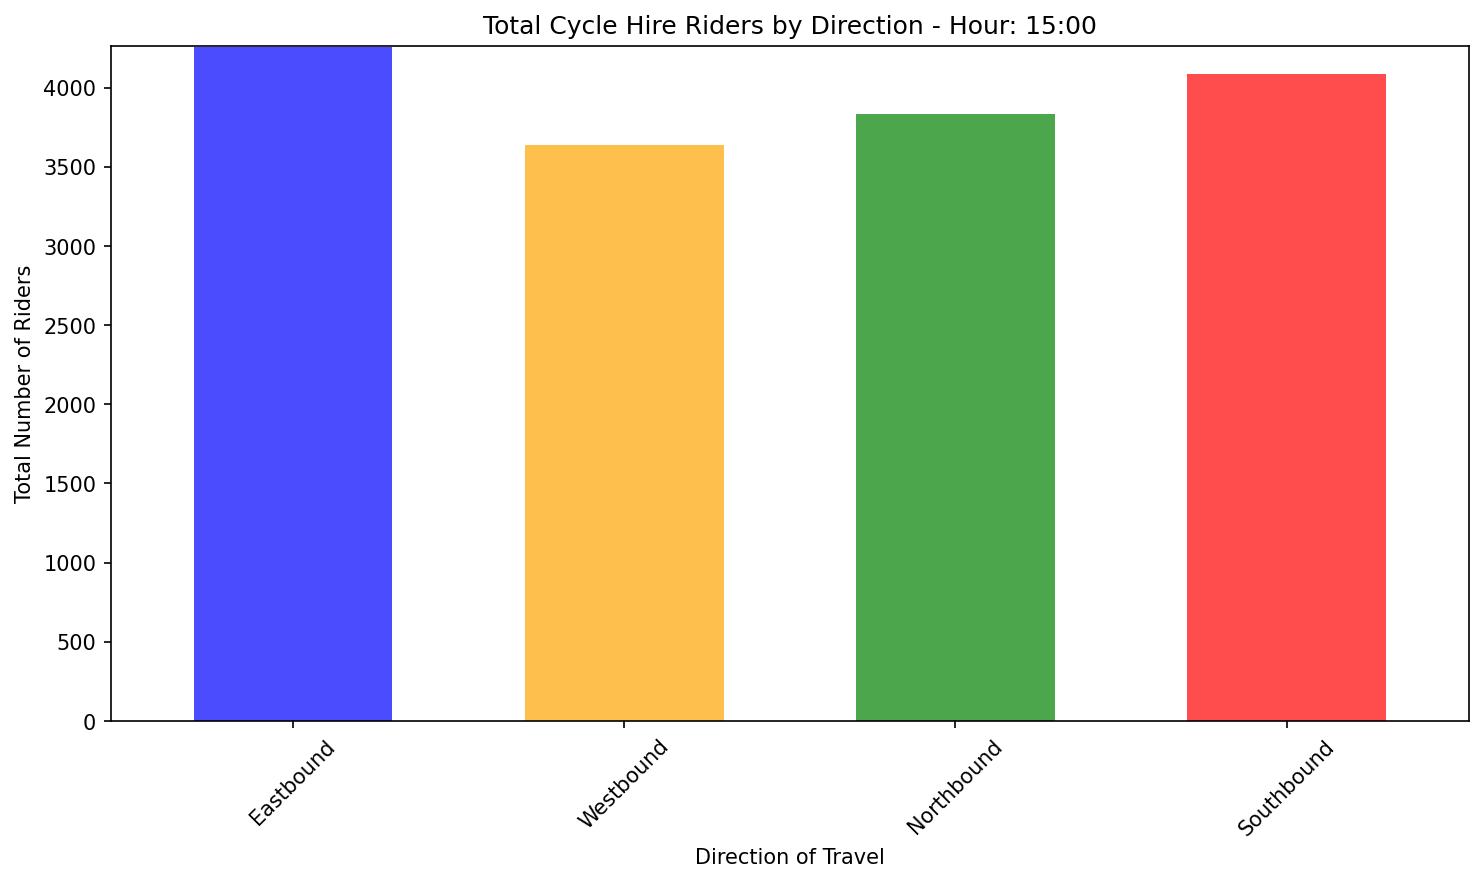 Total Cycle Hire Riders by Direction - Hour: 15:00
Total Number of Riders
4000
3500
3000
2500
2000
1500
1000
500
0
Eastbound
Westbound
Northbound
Southbound
Direction of Travel